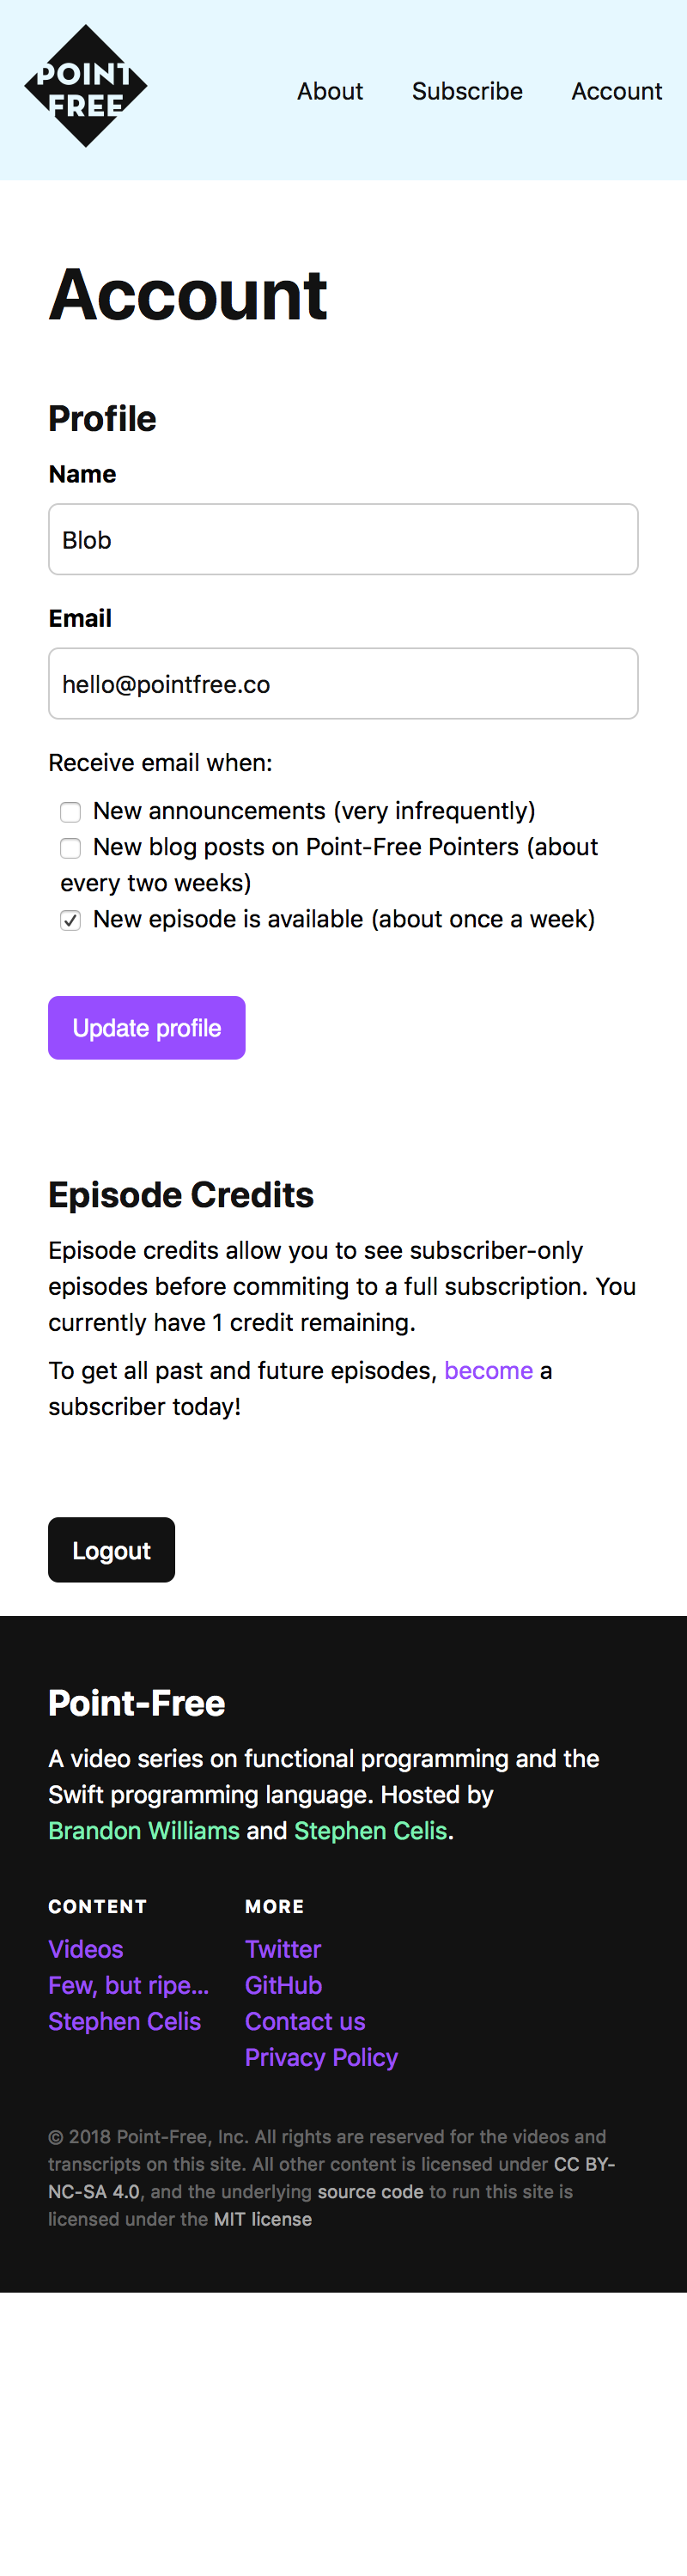 POINT
FREE
About Subscribe Account
Account
Profile
Name
Blob
Email
hello@pointfree.co
Receive email when:
New announcements (very infrequently)
New blog posts on Point-Free Pointers (about
every two weeks)
New episode is available (about once a week)
Update profile
Episode Credits
Episode credits allow you to see subscriber-only
episodes before commiting to a full subscription. You
currently have 1 credit remaining.
To get all past and future episodes, become a
subscriber today!
Logout
Point-Free
A video series on functional programming and the
Swift programming language. Hosted by
Brandon Williams and Stephen Celis.
CONTENT
Videos
Few, but ripe...
Stephen Celis
MORE
Twitter
GitHub
Contact us
Privacy Policy
© 2018 Point-Free, Inc. All rights are reserved for the videos and
transcripts on this site. All other content is licensed under CC BY-
NC-SA 4.0, and the underlying source code to run this site is
licensed under the MIT license